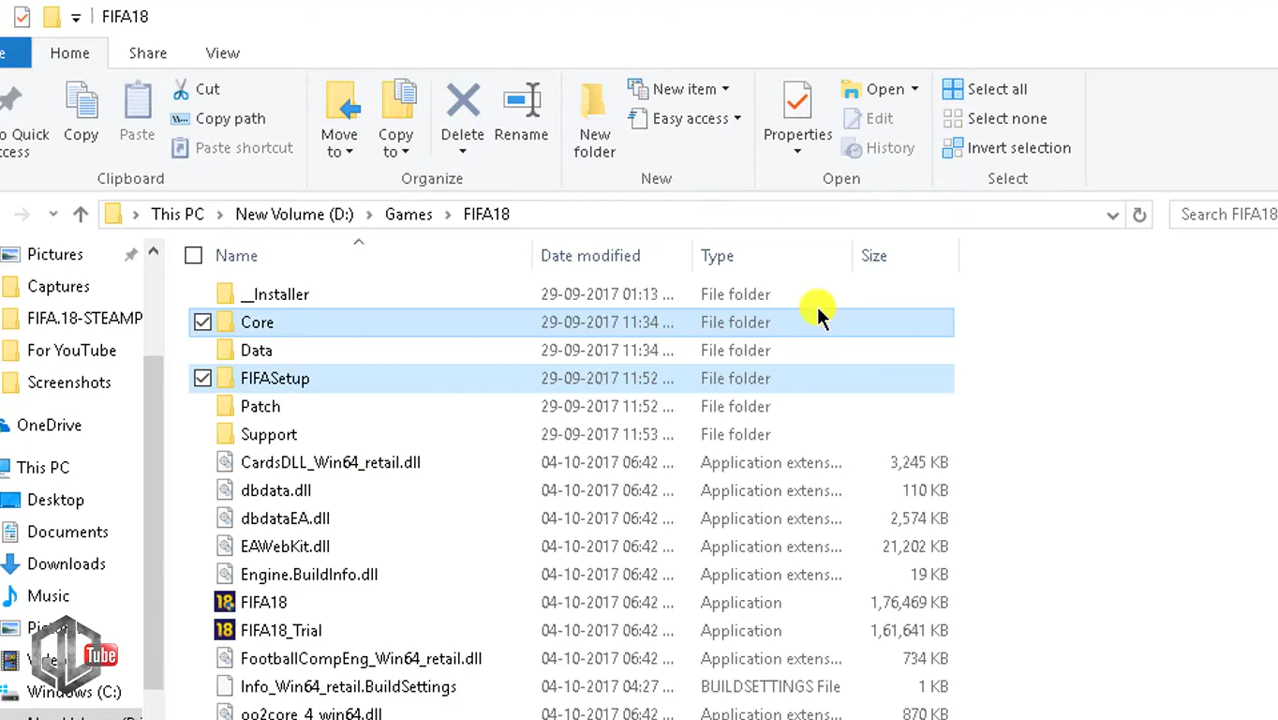 FIFA18
e Home Share View
Cut
Copy path
Paste shortcut
o Quick
cess
Copy
Paste
Move
to
Copy
to
Delete
Rename
New
folder
New item
Easy access
Properties
Open
Edit
History
Select all
Select none
Invert selection
Clipboard Organize New Open Select
This PC New Volume (D:) Games FIFA18 Search FIFA18
Name Date modified Type Size
__Installer 29-09-2017 01:13 ... File folder
Core 29-09-2017 11:34 ... File folder
Data 29-09-2017 11:34 ... File folder
FIFASetup 29-09-2017 11:52 ... File folder
Patch 29-09-2017 11:52 ... File folder
Support 29-09-2017 11:53 ... File folder
CardsDLL_Win64_retail.dll 04-10-2017 06:42 ... Application extens... 3,245 KB
dbdata.dll 04-10-2017 06:42 ... Application extens... 110 KB
dbdataEA.dll 04-10-2017 06:42 ... Application extens... 2,574 KB
EAWebKit.dll 04-10-2017 06:42 ... Application extens... 21,202 KB
Engine.BuildInfo.dll 04-10-2017 06:42 ... Application extens... 19 KB
FIFA18 04-10-2017 06:42 ... Application 1,76,469 KB
FIFA18_Trial 04-10-2017 06:42 ... Application 1,61,641 KB
FootballCompEng_Win64_retail.dll 04-10-2017 06:42 ... Application extens... 734 KB
Info_Win64_retail.BuildSettings 04-10-2017 04:27 ... BUILDSETTINGS File 1 KB
oo2core_4_win64.dll 04-10-2017 06:42 ... Application extens... 870 KB
Pictures
Captures
FIFA.18-STEAMP
For YouTube
Screenshots
OneDrive
This PC
Desktop
Documents
Downloads
Music
Tube
Windows (C:)